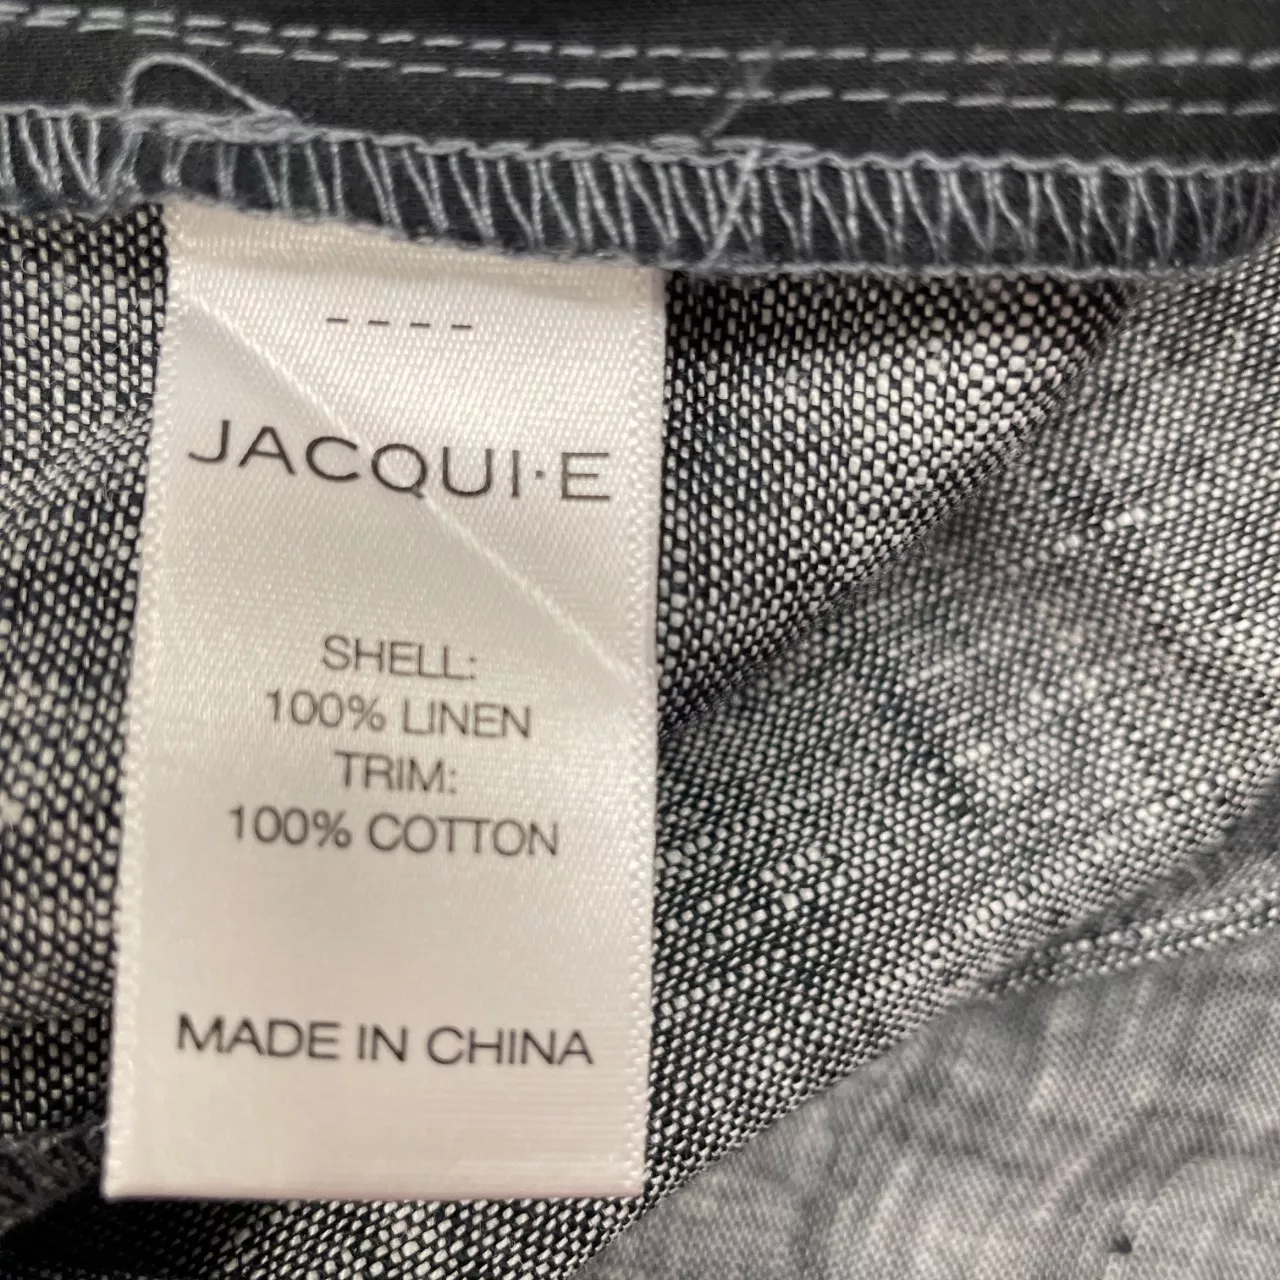 ----
JACQUI·E
SHELL:
100% LINEN
TRIM:
100% COTTON
MADE IN CHINA